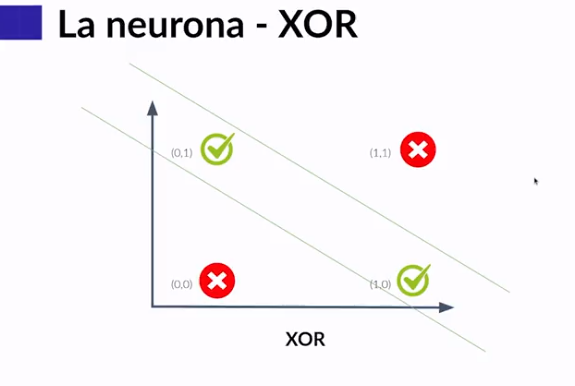 La neurona - XOR
(0,1)
(1,1)
(0,0)
(1,0)
XOR